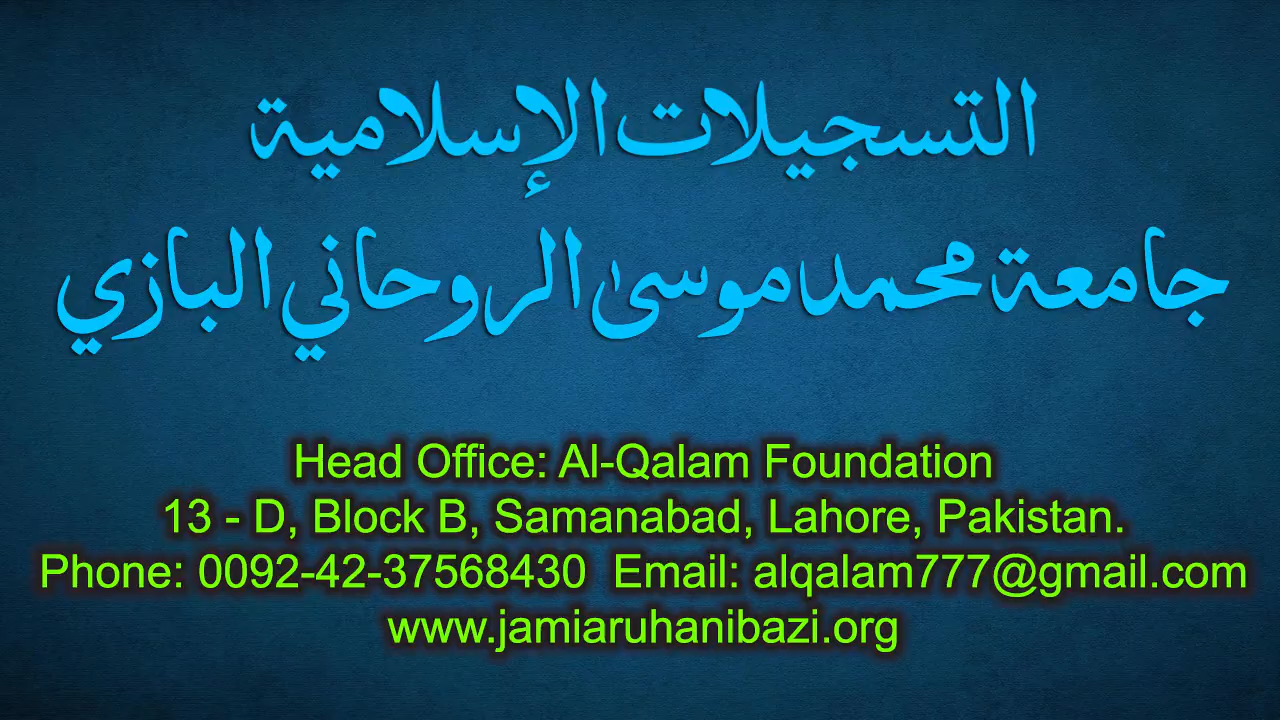 التسجيلات الإسلامية
جامعة محمد موسىٰ الروحاني البازي
Head Office: Al-Qalam Foundation
13 - D, Block B, Samanabad, Lahore, Pakistan.
Phone: 0092-42-37568430  Email: alqalam777@gmail.com
www.jamiaruhanibazi.org